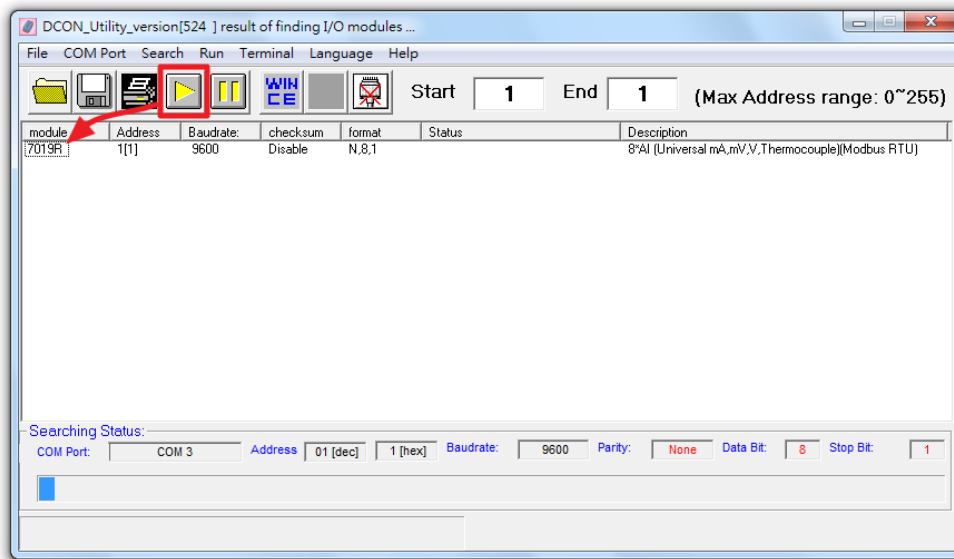 DCON_Utility_version[524 ] result of finding I/O modules ...
File COM Port Search Run Terminal Language Help
WIN CE Start 1 End 1 (Max Address range: 0~255)
module Address Baudrate: checksum format Status Description
7019R 1[1] 9600 Disable N,8,1 8*AI (Universal mA,mV,V,Thermocouple)(Modbus RTU)
Searching Status:
COM Port: COM 3 Address 01 [dec] 1 [hex] Baudrate: 9600 Parity: None Data Bit: 8 Stop Bit: 1